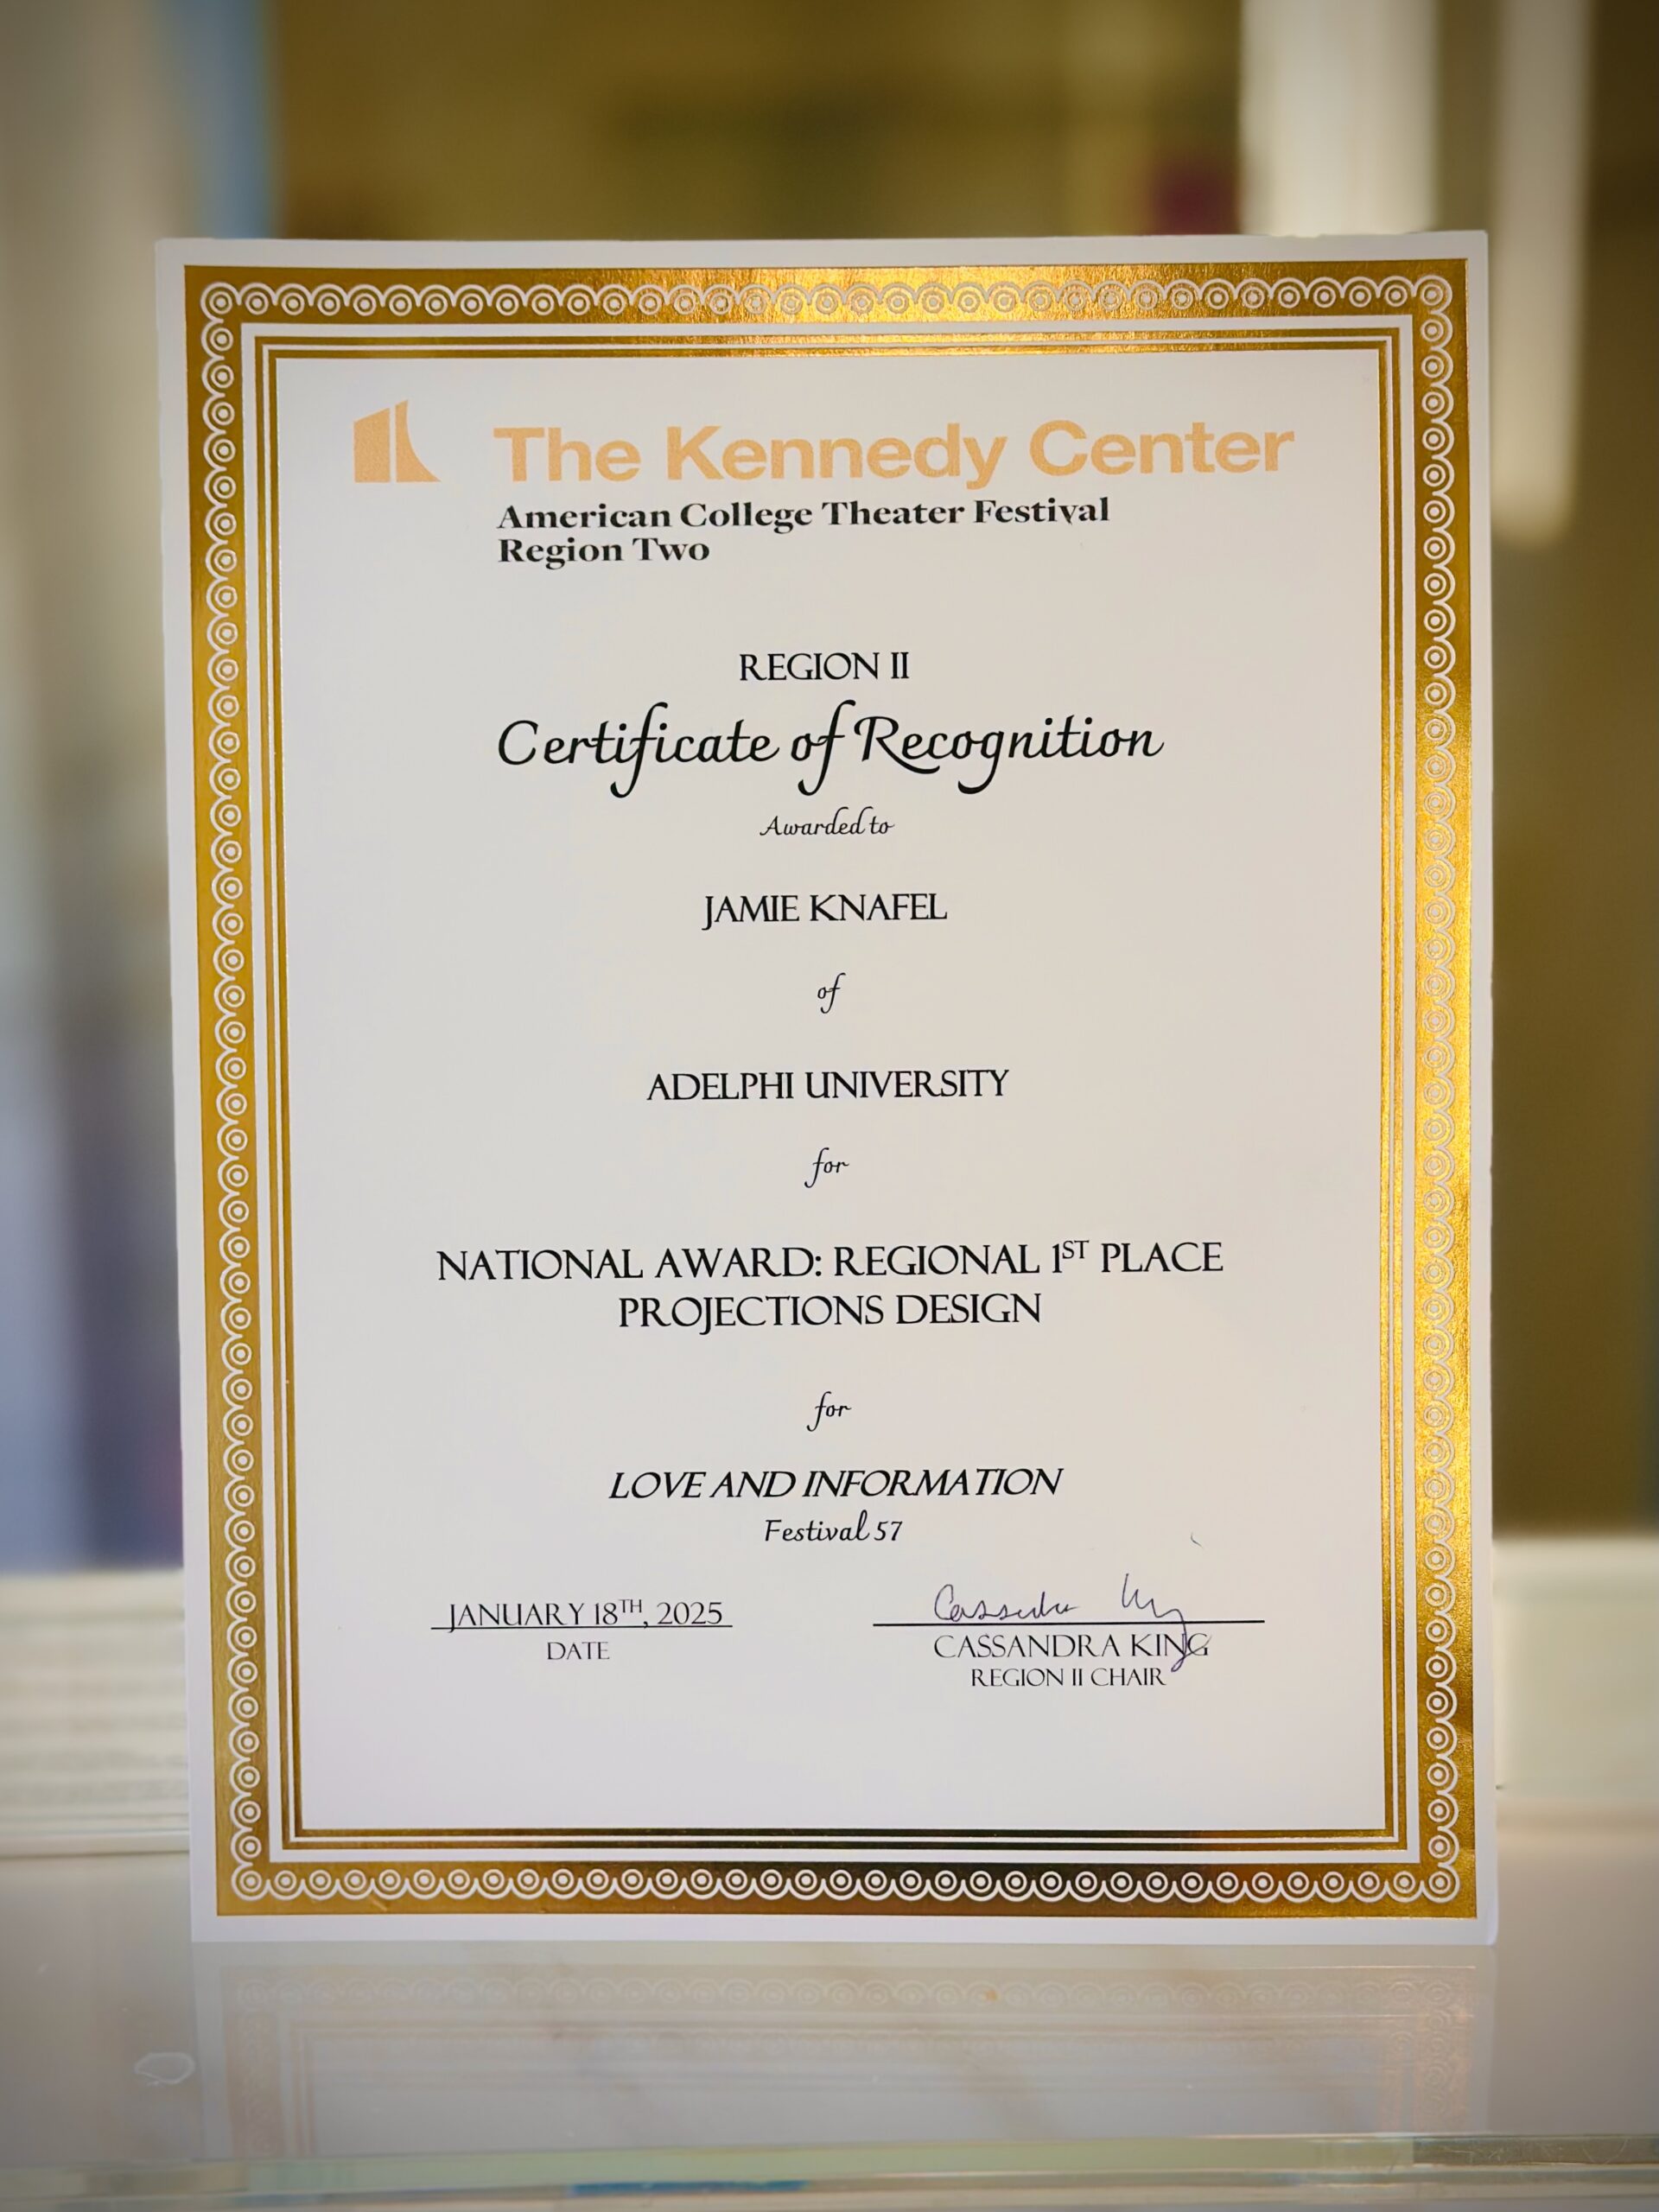 The Kennedy Center
American College Theater Festival
Region Two
REGION II
Certificate of Recognition
Awarded to
JAMIE KNAFEL
of
ADELPHI UNIVERSITY
for
NATIONAL AWARD: REGIONAL 1ST PLACE
PROJECTIONS DESIGN
for
LOVE AND INFORMATION
Festival 57
JANUARY 18TH, 2025
DATE
Cassandra King
CASSANDRA KING
REGION II CHAIR